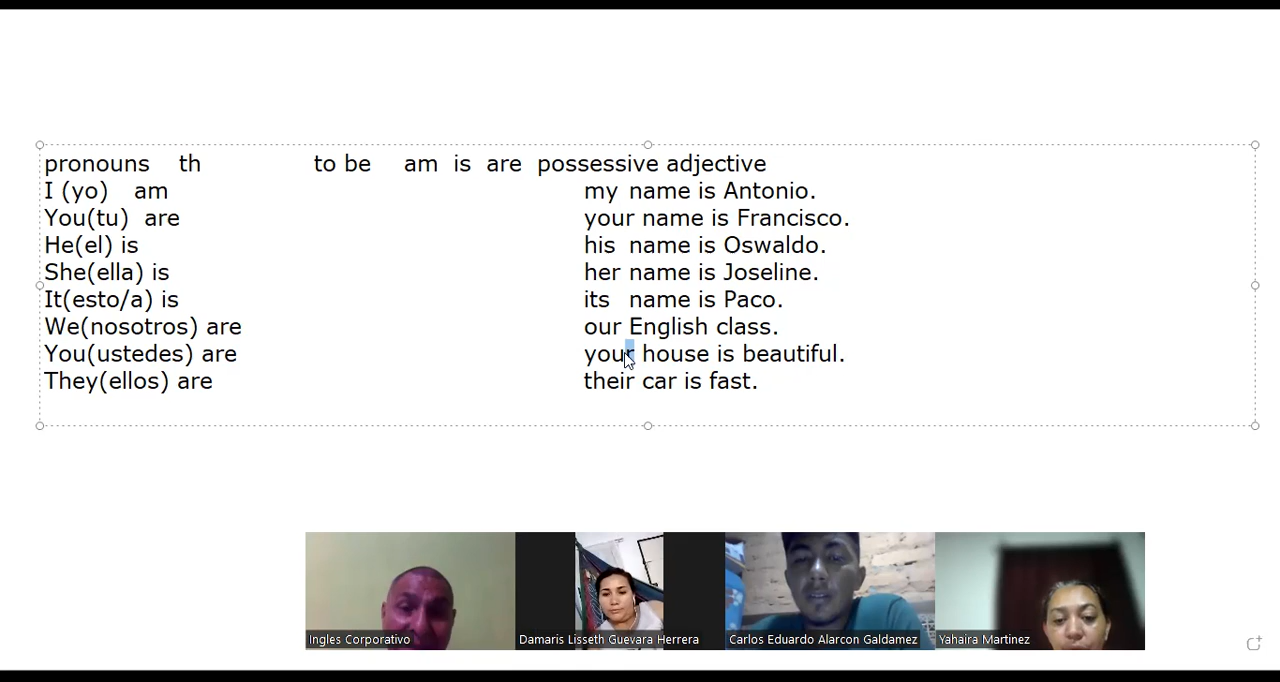 pronouns th to be am is are possessive adjective
I (yo) am my name is Antonio.
You(tu) are your name is Francisco.
He(el) is his name is Oswaldo.
She(ella) is her name is Joseline.
It(esto/a) is its name is Paco.
We(nosotros) are our English class.
You(ustedes) are your house is beautiful.
They(ellos) are their car is fast.
Ingles Corporativo
Damaris Lisseth Guevara Herrera
Carlos Eduardo Alarcon Galdamez
Yahaira Martinez